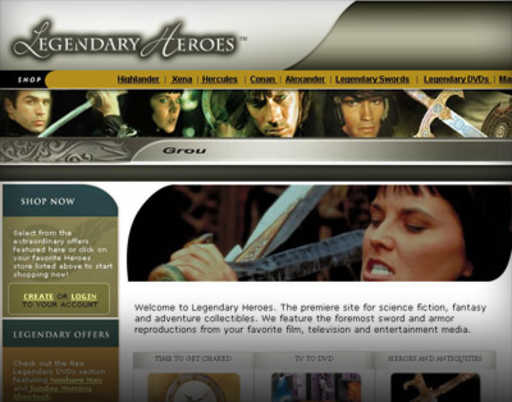 LEGENDARY HEROES™
SHOP
Highlander | Xena | Hercules | Conan | Alexander | Legendary Swords | Legendary DVDs | Ma
Grou
SHOP NOW
Select from the
extraordinary offers
featured here or click on
your favorite Heroes
store listed above to start
shopping now!
CREATE OR LOGIN
TO YOUR ACCOUNT
LEGENDARY OFFERS
Check out the
Legendary DVDs section
featuring
Welcome to Legendary Heroes. The premiere site for science fiction, fantasy
and adventure collectibles. We feature the foremost sword and armor
reproductions from your favorite film, television and entertainment media.
TIME TO GET CHARED
TV TO DVD
HEROES AND ANTIQUITIES